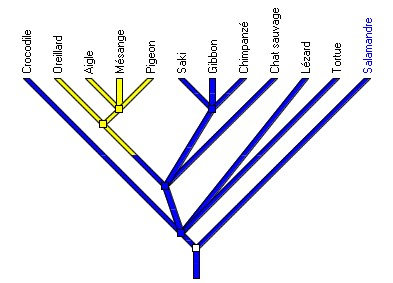 Crocodile
Oreillard
Aigle
Mésange
Pigeon
Saki
Gibbon
Chimpanzé
Chat sauvage
Lézard
Tortue
Salamandre